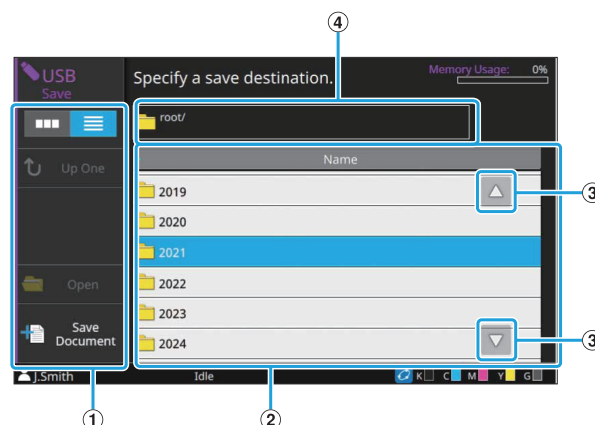 ④
USB
Save
Specify a save destination.
Memory Usage: 0%
root/
Name
Up One
2019
③
2020
2021
Open
2022
2023
Save
Document
2024
③
J.Smith Idle K C M Y G
① ②